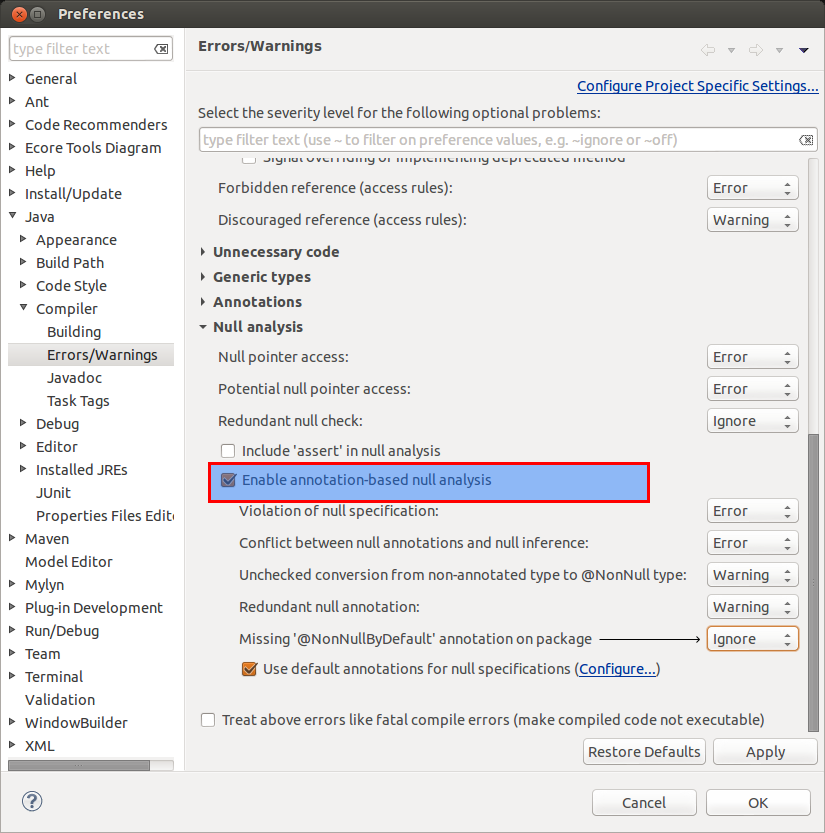 Preferences
type filter text
General
Ant
Code Recommenders
Ecore Tools Diagram
Help
Install/Update
Java
Appearance
Build Path
Code Style
Compiler
Building
Errors/Warnings
Javadoc
Task Tags
Debug
Editor
Installed JREs
JUnit
Properties Files Edit
Maven
Model Editor
Mylyn
Plug-in Development
Run/Debug
Team
Terminal
Validation
WindowBuilder
XML
Errors/Warnings
Configure Project Specific Settings...
Select the severity level for the following optional problems:
type filter text (use ~ to filter on preference values, e.g. ~ignore or ~off)
Signal overriding or implementing deprecated method
Forbidden reference (access rules): Error
Discouraged reference (access rules): Warning
Unnecessary code
Generic types
Annotations
Null analysis
Null pointer access: Error
Potential null pointer access: Error
Redundant null check: Ignore
Include 'assert' in null analysis
Enable annotation-based null analysis
Violation of null specification: Error
Conflict between null annotations and null inference: Error
Unchecked conversion from non-annotated type to @NonNull type: Warning
Redundant null annotation: Warning
Missing '@NonNullByDefault' annotation on package Ignore
Use default annotations for null specifications (Configure...)
Treat above errors like fatal compile errors (make compiled code not executable)
Restore Defaults Apply
? Cancel OK